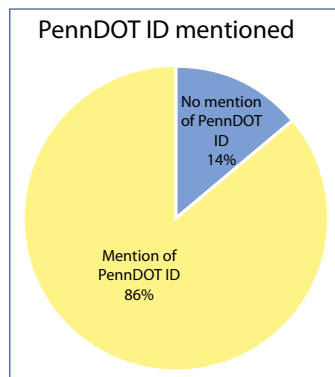 PennDOT ID mentioned
No mention
of PennDOT
ID
14%
Mention of
PennDOT ID
86%